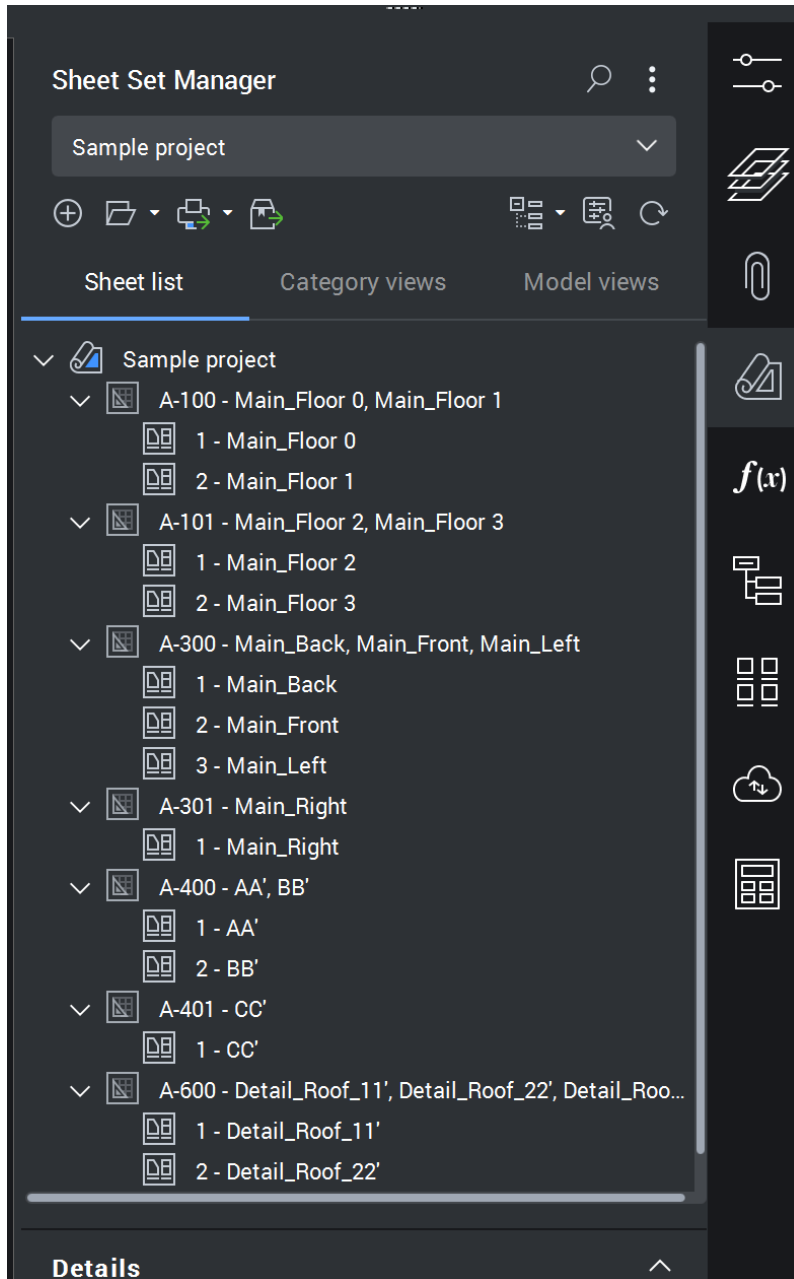 Sheet Set Manager
Sample project
Sheet list Category views Model views
Sample project
A-100 - Main_Floor 0, Main_Floor 1
1 - Main_Floor 0
2 - Main_Floor 1
f(x)
A-101 - Main_Floor 2, Main_Floor 3
1 - Main_Floor 2
2 - Main_Floor 3
A-300 - Main_Back, Main_Front, Main_Left
1 - Main_Back
2 - Main_Front
3 - Main_Left
A-301 - Main_Right
1 - Main_Right
A-400 - AA', BB'
1 - AA'
2 - BB'
A-401 - CC'
1 - CC'
A-600 - Detail_Roof_11', Detail_Roof_22', Detail_Roo...
1 - Detail_Roof_11'
2 - Detail_Roof_22'
Details